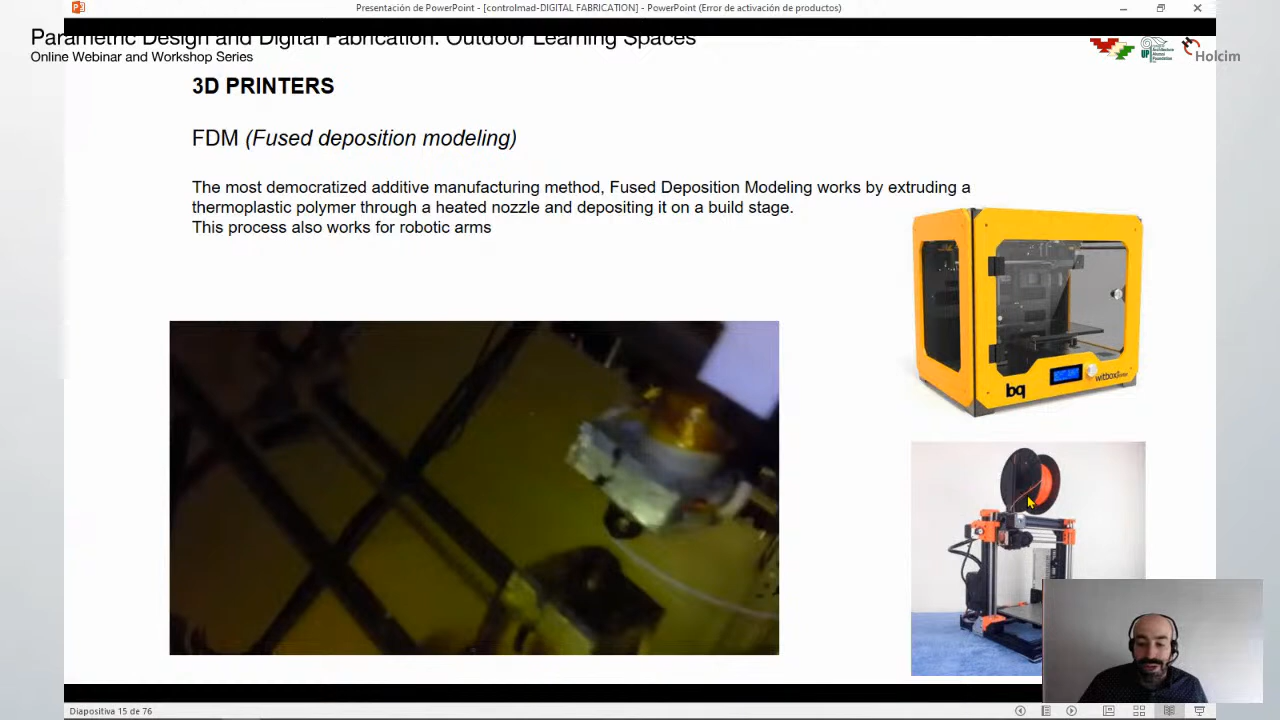 Presentación de PowerPoint - [controlmad-DIGITAL FABRICATION] - PowerPoint (Error de activación de productos)
Parametric Design and Digital Fabrication: Outdoor Learning Spaces
Online Webinar and Workshop Series
UP
Holcim
3D PRINTERS
FDM (Fused deposition modeling)
The most democratized additive manufacturing method, Fused Deposition Modeling works by extruding a
thermoplastic polymer through a heated nozzle and depositing it on a build stage.
This process also works for robotic arms
bq
witbox
Diapositiva 15 de 76